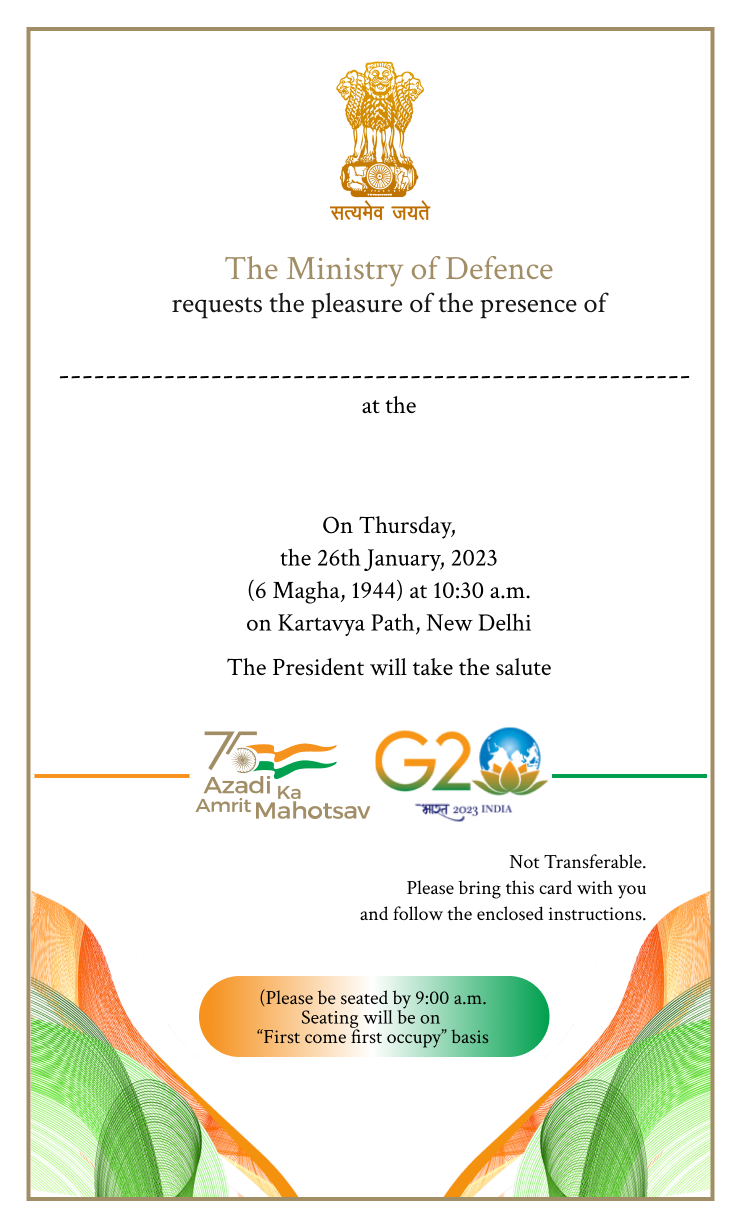 सत्यमेव जयते
The Ministry of Defence
requests the pleasure of the presence of
at the
On Thursday,
the 26th January, 2023
(6 Magha, 1944) at 10:30 a.m.
on Kartavya Path, New Delhi
The President will take the salute
75
Azadi Ka
Amrit Mahotsav
G20
भारत 2023 INDIA
Not Transferable.
Please bring this card with you
and follow the enclosed instructions.
(Please be seated by 9:00 a.m.
Seating will be on
“First come first occupy” basis